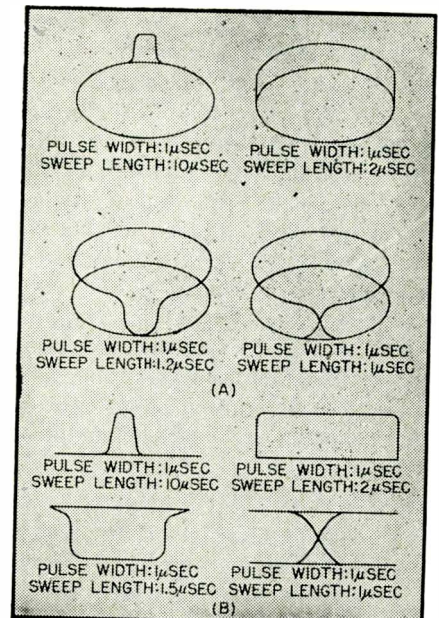 PULSE WIDTH:1μSEC
SWEEP LENGTH:10μSEC
PULSE WIDTH:1μSEC
SWEEP LENGTH:2μSEC
PULSE WIDTH:1μSEC
SWEEP LENGTH:1.2μSEC
PULSE WIDTH:1μSEC
SWEEP LENGTH:1μSEC
(A)
PULSE WIDTH:1μSEC
SWEEP LENGTH:10μSEC
PULSE WIDTH:1μSEC
SWEEP LENGTH:2μSEC
PULSE WIDTH:1μSEC
SWEEP LENGTH:1.5μSEC
PULSE WIDTH:1μSEC
SWEEP LENGTH:1μSEC
(B)